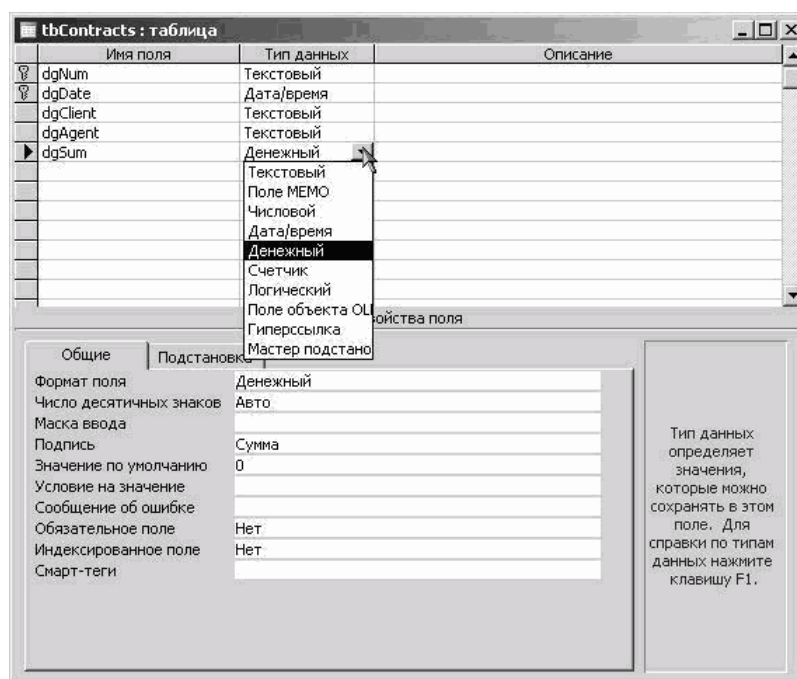 tbContracts : таблица
Имя поля Тип данных Описание
dgNum Текстовый
dgDate Дата/время
dgClient Текстовый
dgAgent Текстовый
dgSum Денежный
Текстовый
Поле MEMO
Числовой
Дата/время
Денежный
Счетчик
Логический
Поле объекта OLE
Гиперссылка
Мастер подстано
ойства поля
Общие Подстановка
Формат поля Денежный
Число десятичных знаков Авто
Маска ввода
Подпись Сумма
Значение по умолчанию 0
Условие на значение
Сообщение об ошибке
Обязательное поле Нет
Индексированное поле Нет
Смарт-теги
Тип данных
определяет
значения,
которые можно
сохранять в этом
поле. Для
справки по типам
данных нажмите
клавишу F1.